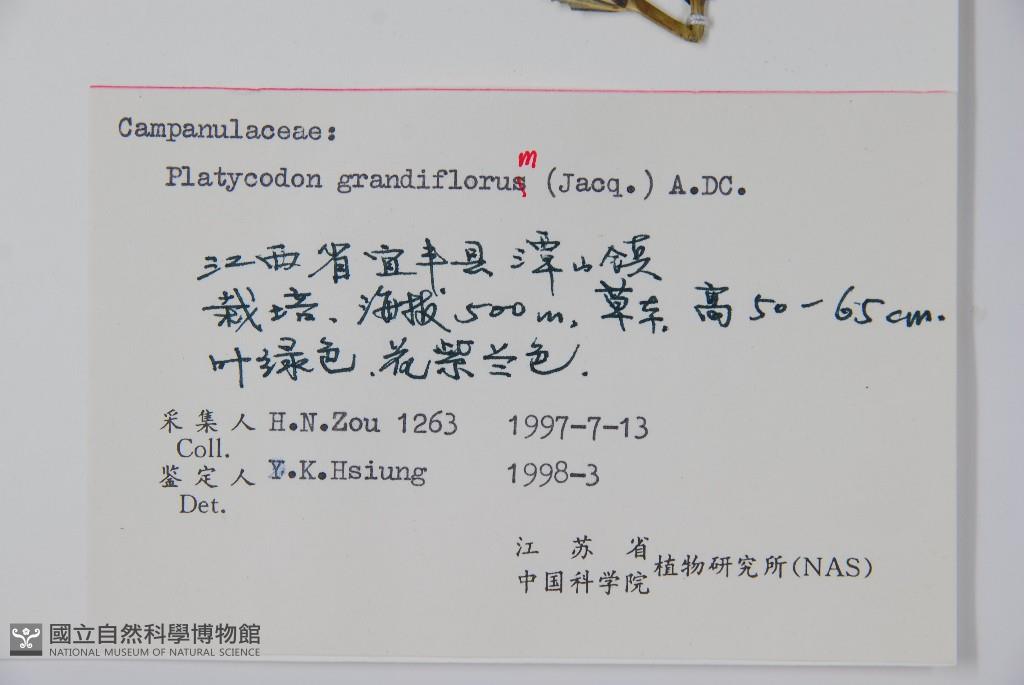 Campanulaceae:
m
Platycodon grandiflorus (Jacq.) A.DC.
江西省宜丰县潭山镇
栽培、海拔500m,草本,高50-65cm.
叶绿色.花紫兰色.
采集人 H.N.Zou 1263 1997-7-13
Coll.
鉴定人 Y.K.Hsiung 1998-3
Det.
江苏省
中国科学院植物研究所(NAS)
國立自然科學博物館
NATIONAL MUSEUM OF NATURAL SCIENCE